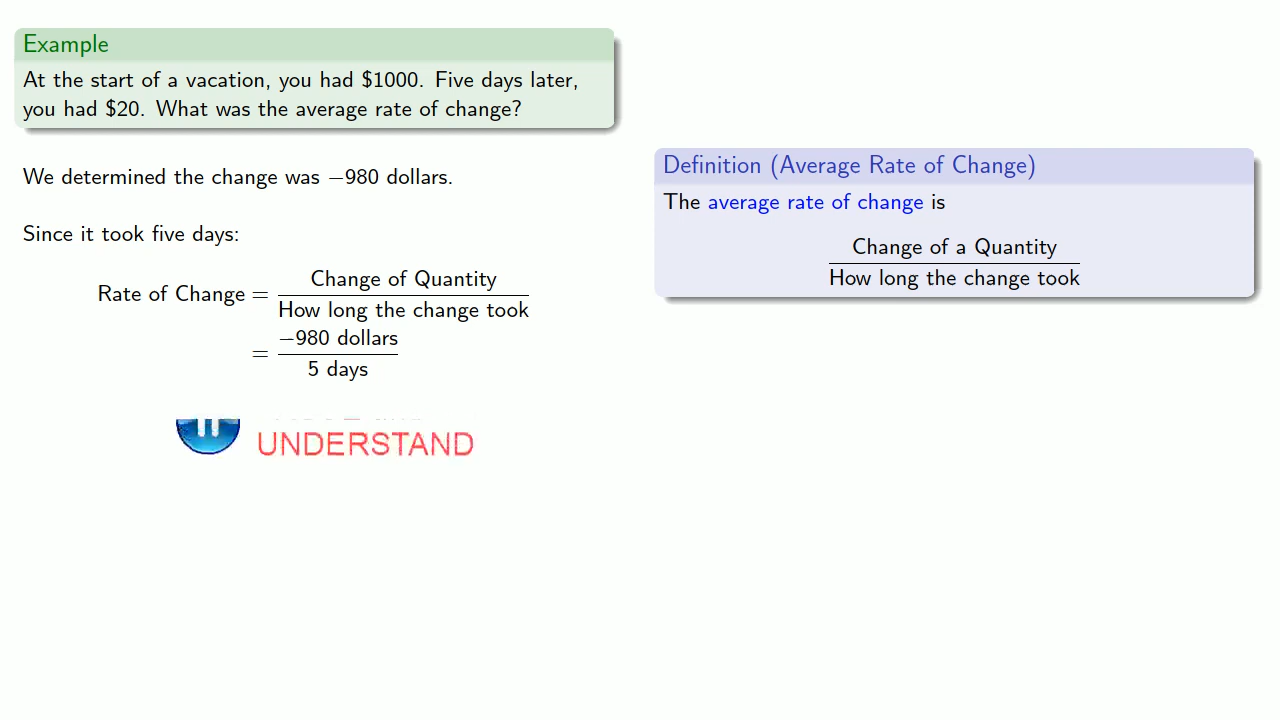 Example
At the start of a vacation, you had $1000. Five days later,
you had $20. What was the average rate of change?
We determined the change was −980 dollars.
Since it took five days:
Rate of Change = Change of Quantity
How long the change took
= −980 dollars
5 days
UNDERSTAND
Definition (Average Rate of Change)
The average rate of change is
Change of a Quantity
How long the change took